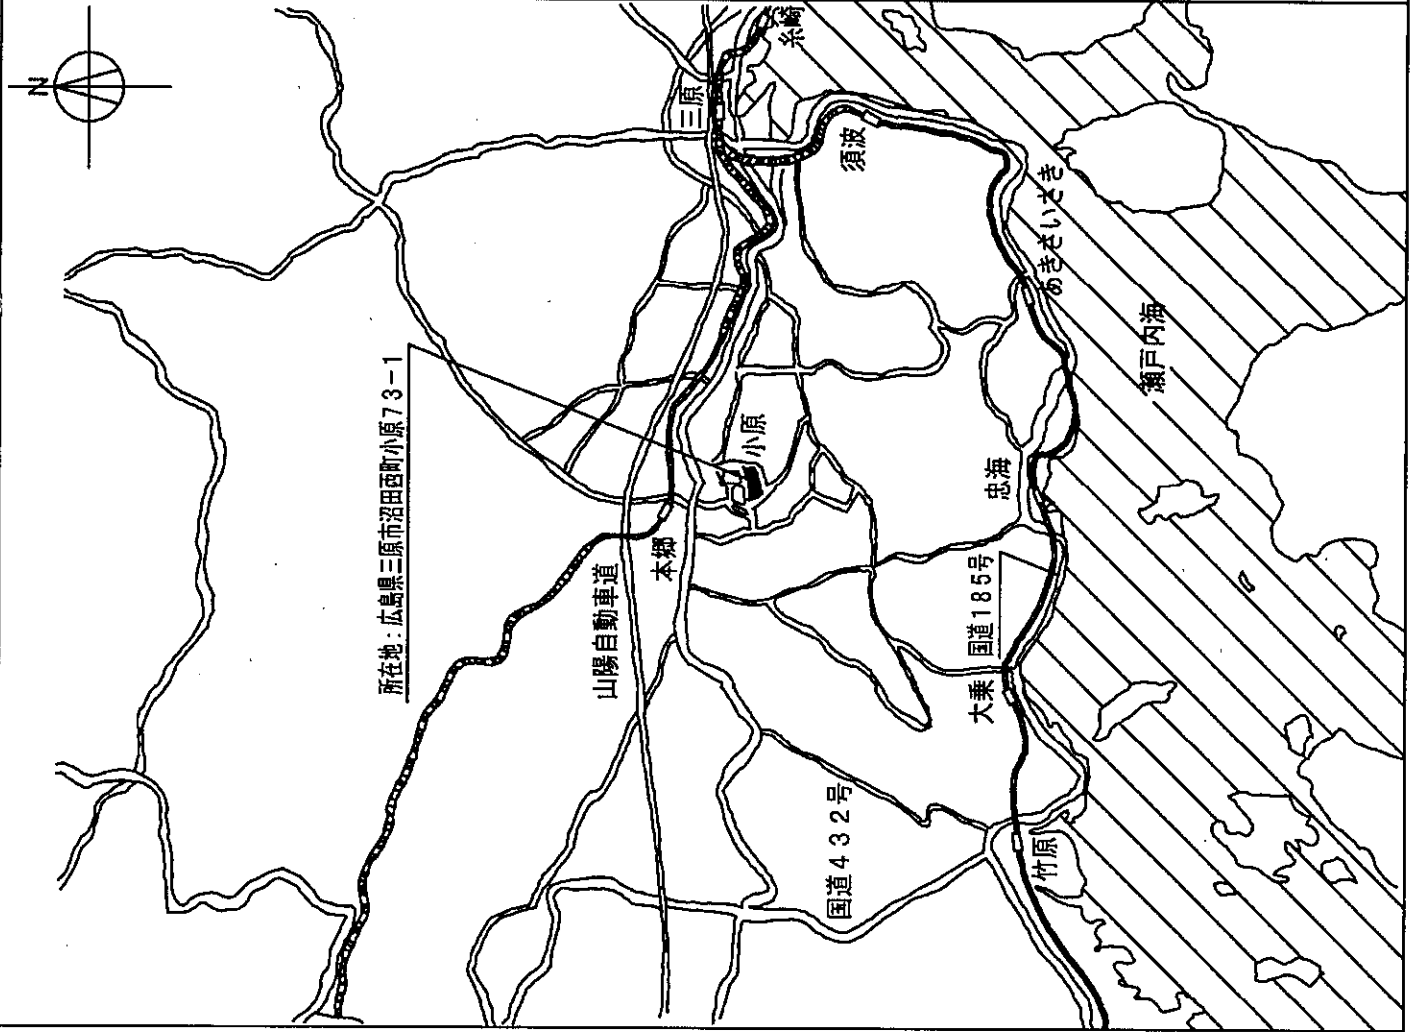 N
糸崎
三原
須波
あきさいざき
所在地:広島県三原市沼田西町小原73-1
小原
瀬戸内海
忠海
本郷
山陽自動車道
国道185号
大乗
国道432号
竹原